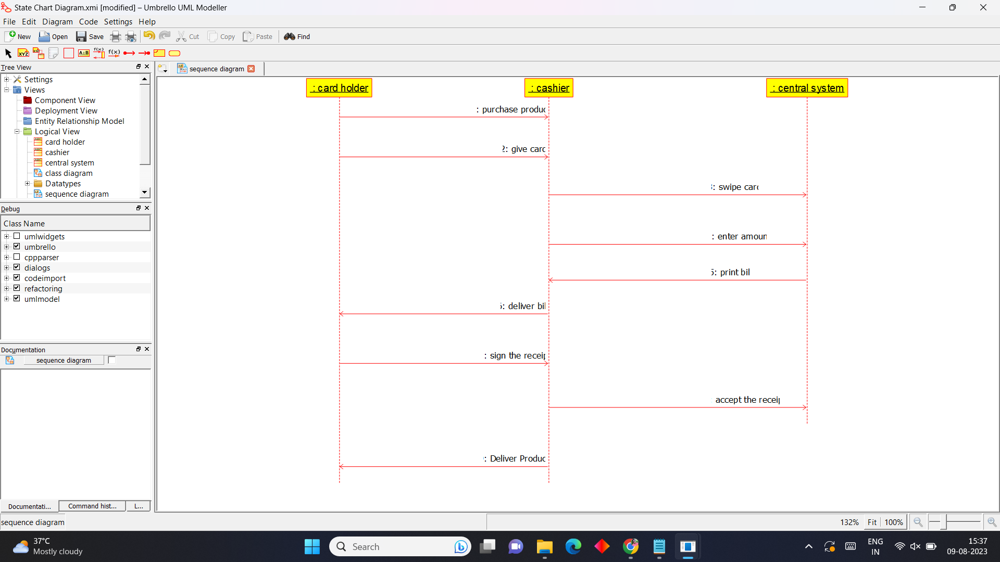 State Chart Diagram.xmi [modified] – Umbrello UML Modeller
File Edit Diagram Code Settings Help
New Open Save Cut Copy Paste Find
XYZ XYZ A:B f(x) f(x)
Tree View
sequence diagram
Settings
Views
Component View
Deployment View
Entity Relationship Model
Logical View
card holder
cashier
central system
class diagram
Datatypes
sequence diagram
Debug
Class Name
umlwidgets
umbrello
cppparser
dialogs
codeimport
refactoring
umlmodel
Documentation
sequence diagram
Documentati... Command hist... L...
: card holder
: cashier
: central system
: purchase produc
2: give card
: swipe card
: enter amoun
5: print bil
: deliver bil
: sign the receip
accept the receip
: Deliver Produc
sequence diagram
132% Fit 100%
37°C
Mostly cloudy
Search
ENG
IN
15:37
09-08-2023